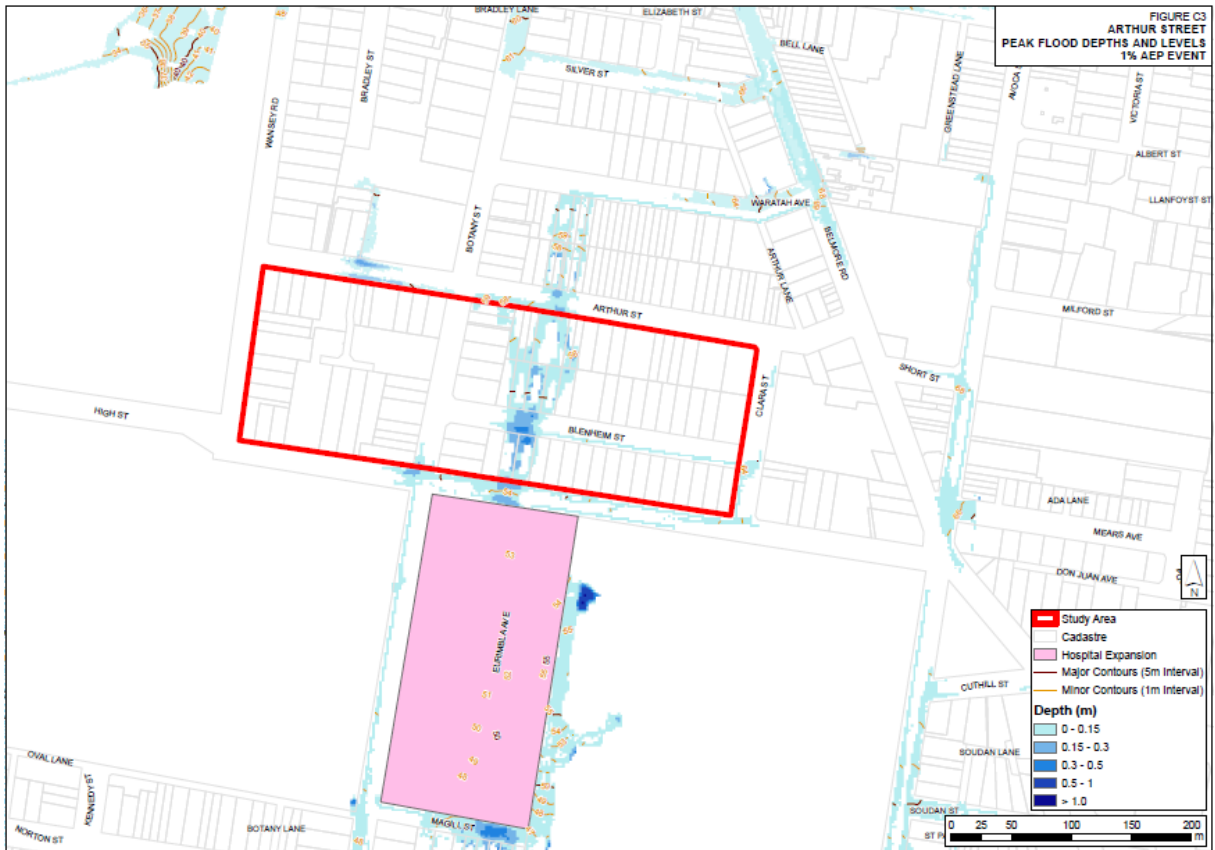 FIGURE C3
ARTHUR STREET
PEAK FLOOD DEPTHS AND LEVELS
1% AEP EVENT
BRADLEY LANE
ELIZABETH ST
BELL LANE
SILVER ST
BRADLEY ST
WANSEY RD
GREENSTEAD LANE
VICTORIA ST
ALBERT ST
LLANFOYST ST
WARATAH AVE
BOTANY ST
ARTHUR LANE
BELMORE RD
ARTHUR ST
MILFORD ST
SHORT ST
CLARA ST
HIGH ST
BLENHEIM ST
ADA LANE
MEARS AVE
DON JUAN AVE
N
EURIMBLA AVE
CUTHILL ST
SOUDAN LANE
SOUDAN ST
OVAL LANE
KENNEDY ST
NORTON ST
BOTANY LANE
MAGILL ST
Study Area
Cadastre
Hospital Expansion
Major Contours (5m Interval)
Minor Contours (1m Interval)
Depth (m)
0 - 0.15
0.15 - 0.3
0.3 - 0.5
0.5 - 1
> 1.0
0 25 50 100 150 200
m